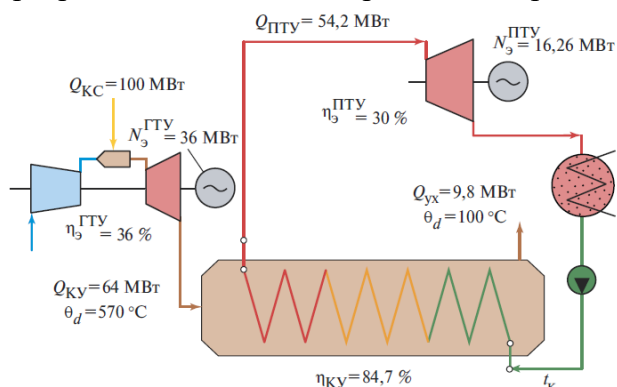 Q_ПТУ = 54,2 МВт
N_э^ПТУ = 16,26 МВт
Q_КС = 100 МВт
N_э^ГТУ = 36 МВт
η_э^ПТУ = 30 %
Q_ух = 9,8 МВт
θ_d = 100 °C
η_э^ГТУ = 36 %
Q_КУ = 64 МВт
θ_d = 570 °C
η_КУ = 84,7 %
t_К